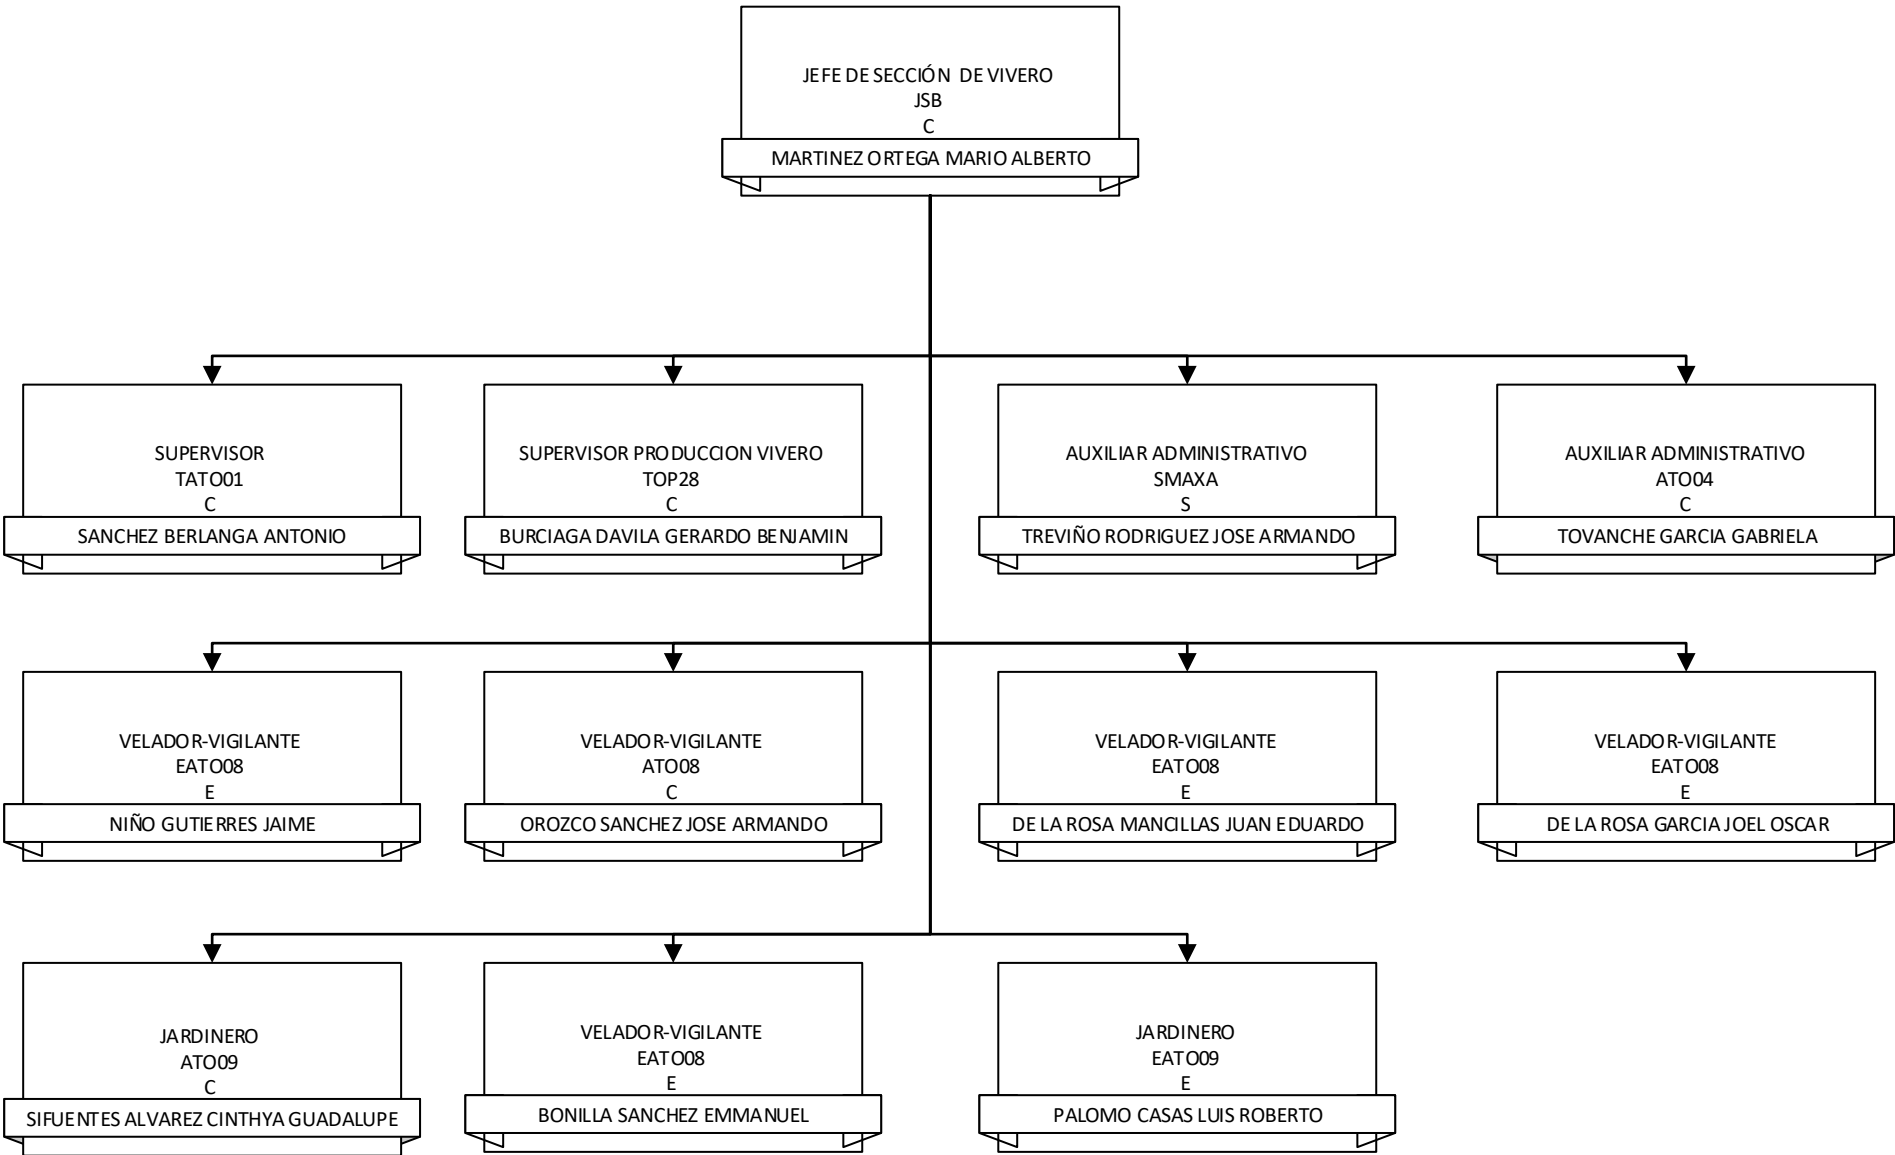 JEFE DE SECCIÓN DE VIVERO
JSB
C
MARTINEZ ORTEGA MARIO ALBERTO
SUPERVISOR
TATO01
C
SANCHEZ BERLANGA ANTONIO
SUPERVISOR PRODUCCION VIVERO
TOP28
C
BURCIAGA DAVILA GERARDO BENJAMIN
AUXILIAR ADMINISTRATIVO
SMAXA
S
TREVIÑO RODRIGUEZ JOSE ARMANDO
AUXILIAR ADMINISTRATIVO
ATO04
C
TOVANCHE GARCIA GABRIELA
VELADOR-VIGILANTE
EATO08
E
NIÑO GUTIERRES JAIME
VELADOR-VIGILANTE
ATO08
C
OROZCO SANCHEZ JOSE ARMANDO
VELADOR-VIGILANTE
EATO08
E
DE LA ROSA MANCILLAS JUAN EDUARDO
VELADOR-VIGILANTE
EATO08
E
DE LA ROSA GARCIA JOEL OSCAR
JARDINERO
ATO09
C
SIFUENTES ALVAREZ CINTHYA GUADALUPE
VELADOR-VIGILANTE
EATO08
E
BONILLA SANCHEZ EMMANUEL
JARDINERO
EATO09
E
PALOMO CASAS LUIS ROBERTO